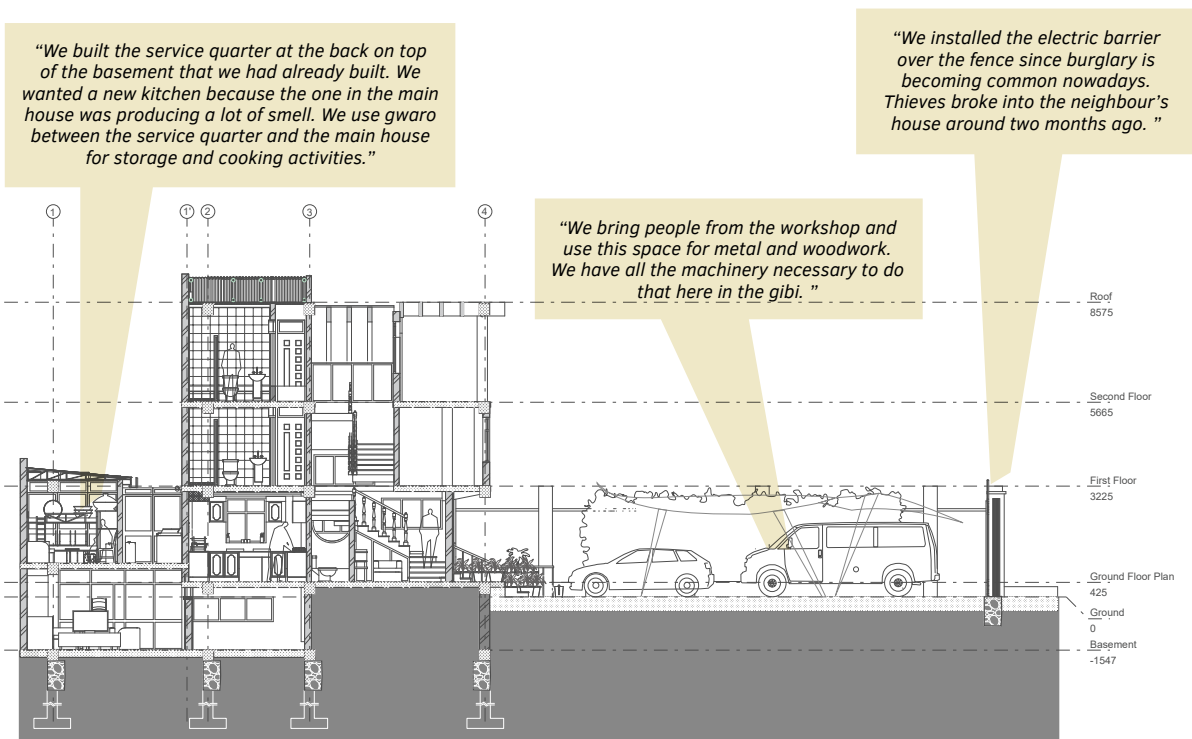 “We built the service quarter at the back on top
of the basement that we had already built. We
wanted a new kitchen because the one in the main
house was producing a lot of smell. We use gwaro
between the service quarter and the main house
for storage and cooking activities.”
“We installed the electric barrier
over the fence since burglary is
becoming common nowadays.
Thieves broke into the neighbour’s
house around two months ago. ”
“We bring people from the workshop and
use this space for metal and woodwork.
We have all the machinery necessary to do
that here in the gibi. ”
1 1' 2 3 4
Roof
8575
Second Floor
5665
First Floor
3225
Ground Floor Plan
425
Ground
0
Basement
-1547